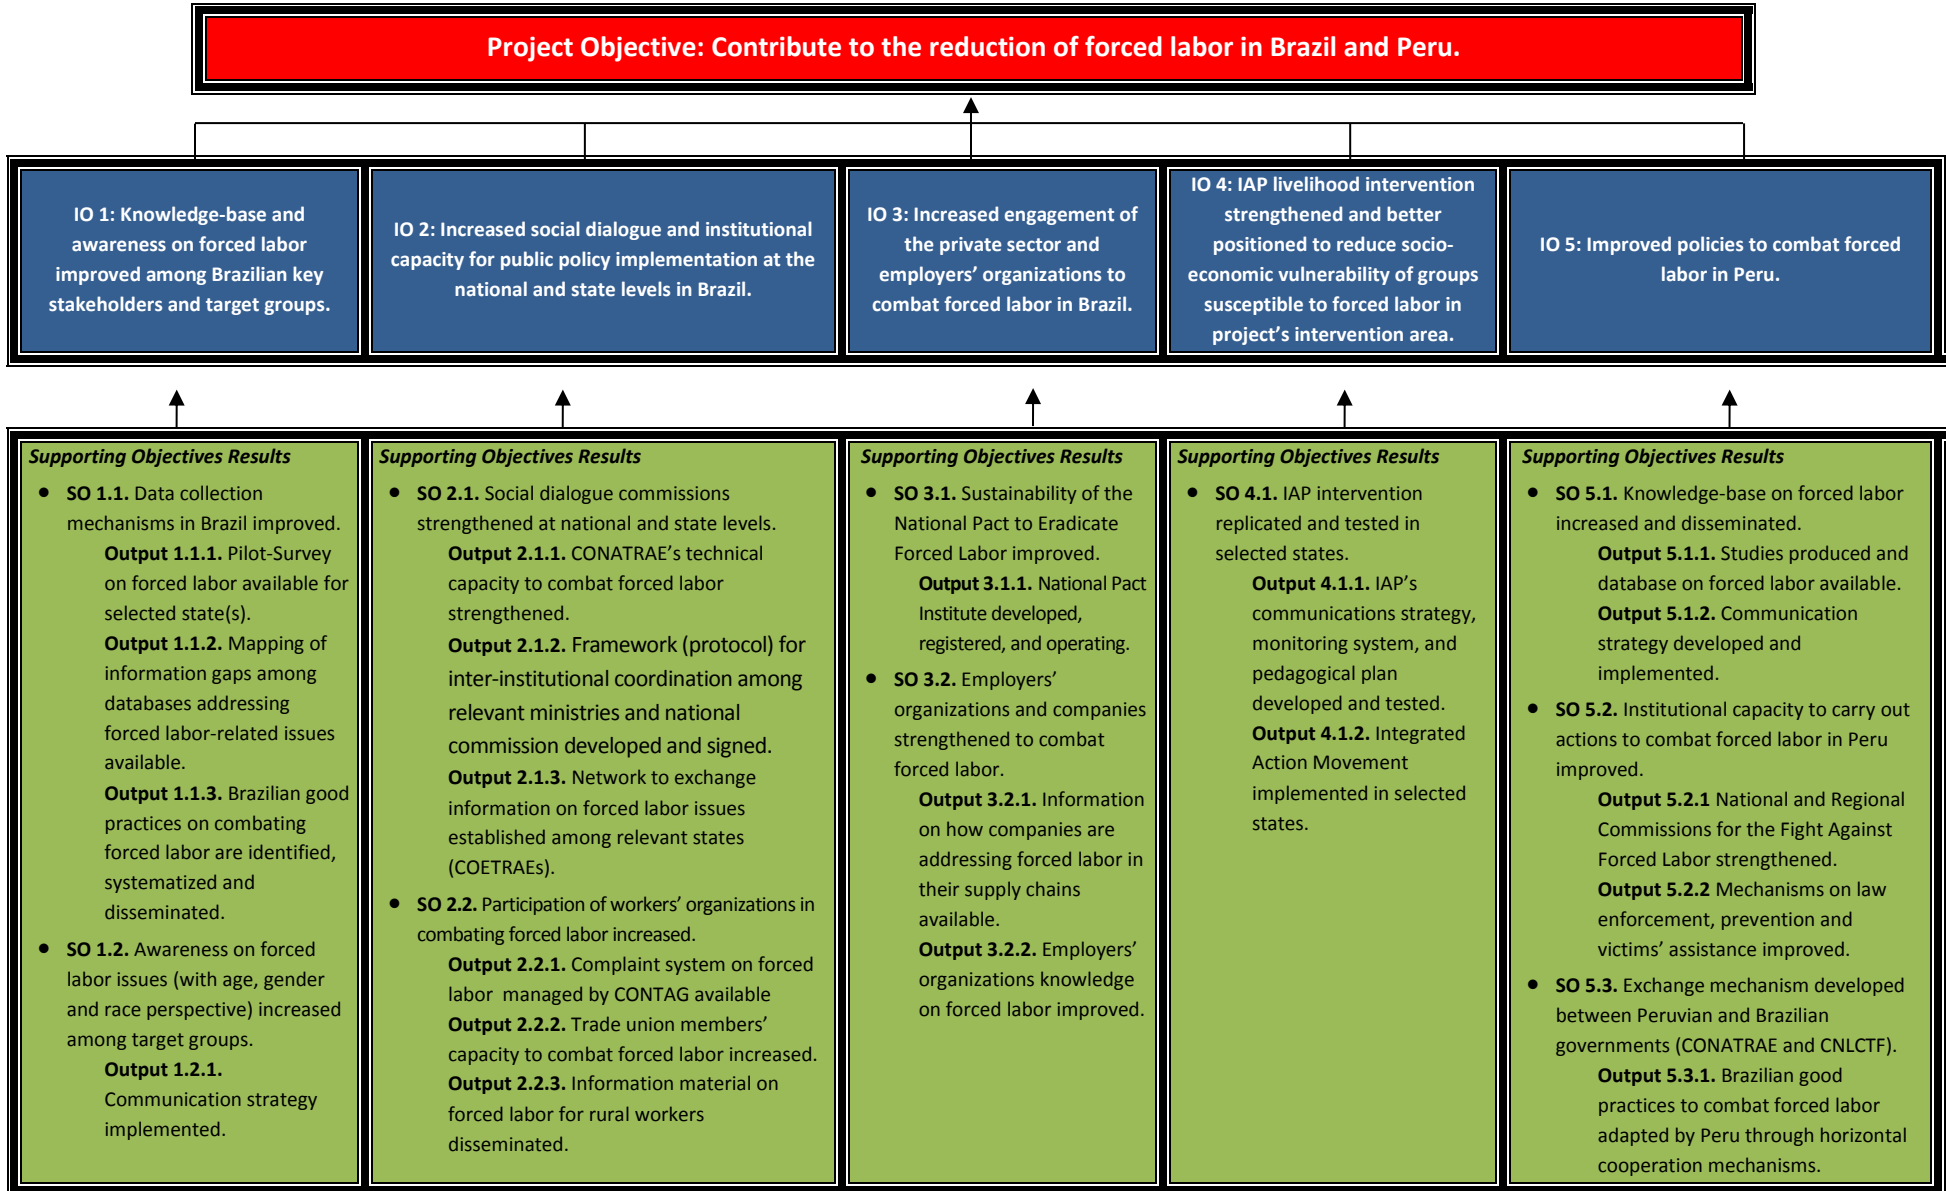 Project Objective: Contribute to the reduction of forced labor in Brazil and Peru.
IO 1: Knowledge-base and
awareness on forced labor
improved among Brazilian key
stakeholders and target groups.
IO 2: Increased social dialogue and institutional
capacity for public policy implementation at the
national and state levels in Brazil.
IO 3: Increased engagement of
the private sector and
employers’ organizations to
combat forced labor in Brazil.
IO 4: IAP livelihood intervention
strengthened and better
positioned to reduce socio-
economic vulnerability of groups
susceptible to forced labor in
project’s intervention area.
IO 5: Improved policies to combat forced
labor in Peru.
Supporting Objectives Results
• SO 1.1. Data collection
mechanisms in Brazil improved.
Output 1.1.1. Pilot-Survey
on forced labor available for
selected state(s).
Output 1.1.2. Mapping of
information gaps among
databases addressing
forced labor-related issues
available.
Output 1.1.3. Brazilian good
practices on combating
forced labor are identified,
systematized and
disseminated.
• SO 1.2. Awareness on forced
labor issues (with age, gender
and race perspective) increased
among target groups.
Output 1.2.1.
Communication strategy
implemented.
Supporting Objectives Results
• SO 2.1. Social dialogue commissions
strengthened at national and state levels.
Output 2.1.1. CONATRAE’s technical
capacity to combat forced labor
strengthened.
Output 2.1.2. Framework (protocol) for
inter-institutional coordination among
relevant ministries and national
commission developed and signed.
Output 2.1.3. Network to exchange
information on forced labor issues
established among relevant states
(COETRAEs).
• SO 2.2. Participation of workers’ organizations in
combating forced labor increased.
Output 2.2.1. Complaint system on forced
labor managed by CONTAG available
Output 2.2.2. Trade union members’
capacity to combat forced labor increased.
Output 2.2.3. Information material on
forced labor for rural workers
disseminated.
Supporting Objectives Results
• SO 3.1. Sustainability of the
National Pact to Eradicate
Forced Labor improved.
Output 3.1.1. National Pact
Institute developed,
registered, and operating.
• SO 3.2. Employers’
organizations and companies
strengthened to combat
forced labor.
Output 3.2.1. Information
on how companies are
addressing forced labor in
their supply chains
available.
Output 3.2.2. Employers’
organizations knowledge
on forced labor improved.
Supporting Objectives Results
• SO 4.1. IAP intervention
replicated and tested in
selected states.
Output 4.1.1. IAP’s
communications strategy,
monitoring system, and
pedagogical plan
developed and tested.
Output 4.1.2. Integrated
Action Movement
implemented in selected
states.
Supporting Objectives Results
• SO 5.1. Knowledge-base on forced labor
increased and disseminated.
Output 5.1.1. Studies produced and
database on forced labor available.
Output 5.1.2. Communication
strategy developed and
implemented.
• SO 5.2. Institutional capacity to carry out
actions to combat forced labor in Peru
improved.
Output 5.2.1 National and Regional
Commissions for the Fight Against
Forced Labor strengthened.
Output 5.2.2 Mechanisms on law
enforcement, prevention and
victims’ assistance improved.
• SO 5.3. Exchange mechanism developed
between Peruvian and Brazilian
governments (CONATRAE and CNLCTF).
Output 5.3.1. Brazilian good
practices to combat forced labor
adapted by Peru through horizontal
cooperation mechanisms.